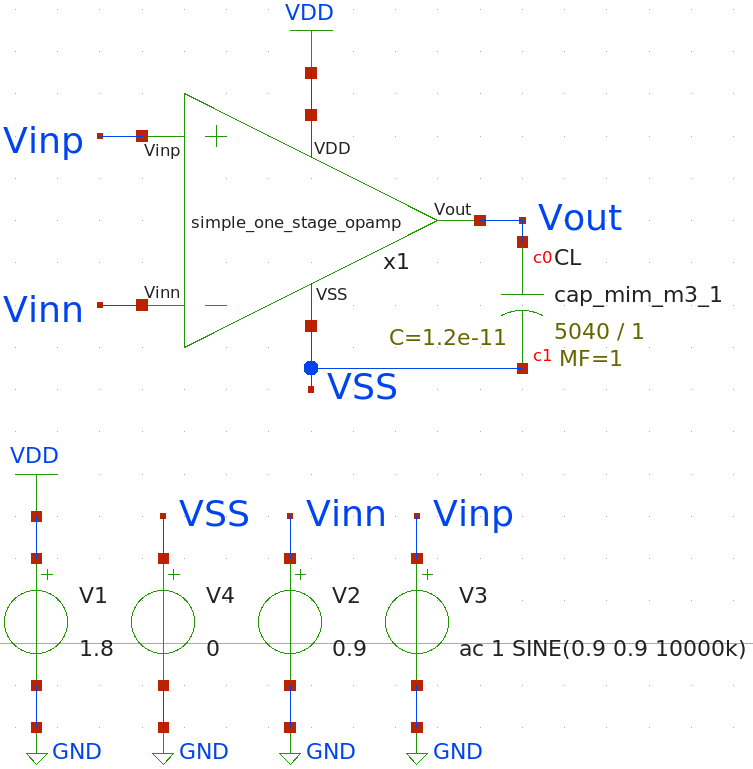 VDD
Vinp
Vinp
VDD
simple_one_stage_opamp
Vout
Vout
x1
c0 CL
Vinn
Vinn
VSS
cap_mim_m3_1
C=1.2e-11
5040 / 1
c1
MF=1
VSS
VDD
VSS
Vinn
Vinp
V1
V4
V2
V3
1.8
0
0.9
ac 1 SINE(0.9 0.9 10000k)
GND
GND
GND
GND